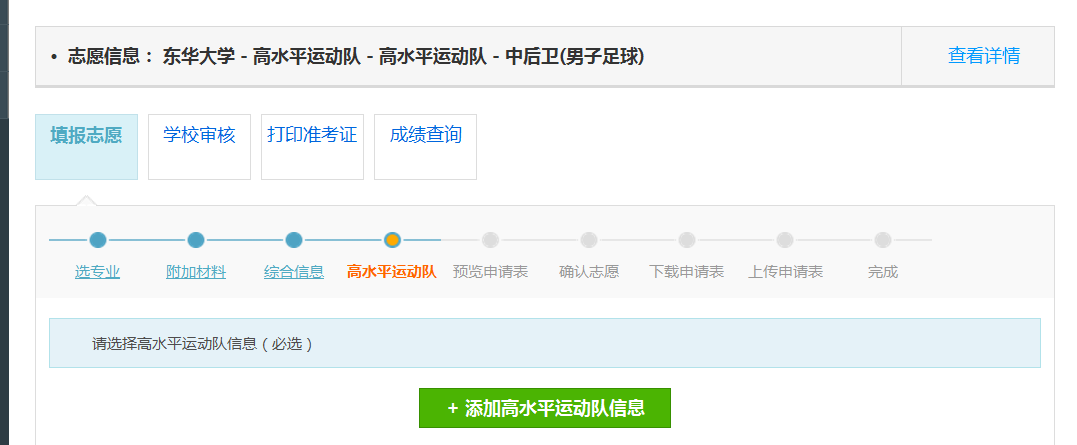 • 志愿信息： 东华大学 - 高水平运动队 - 高水平运动队 - 中后卫(男子足球)
查看详情
填报志愿 学校审核 打印准考证 成绩查询
选专业 附加材料 综合信息 高水平运动队 预览申请表 确认志愿 下载申请表 上传申请表 完成
请选择高水平运动队信息（必选）
+ 添加高水平运动队信息